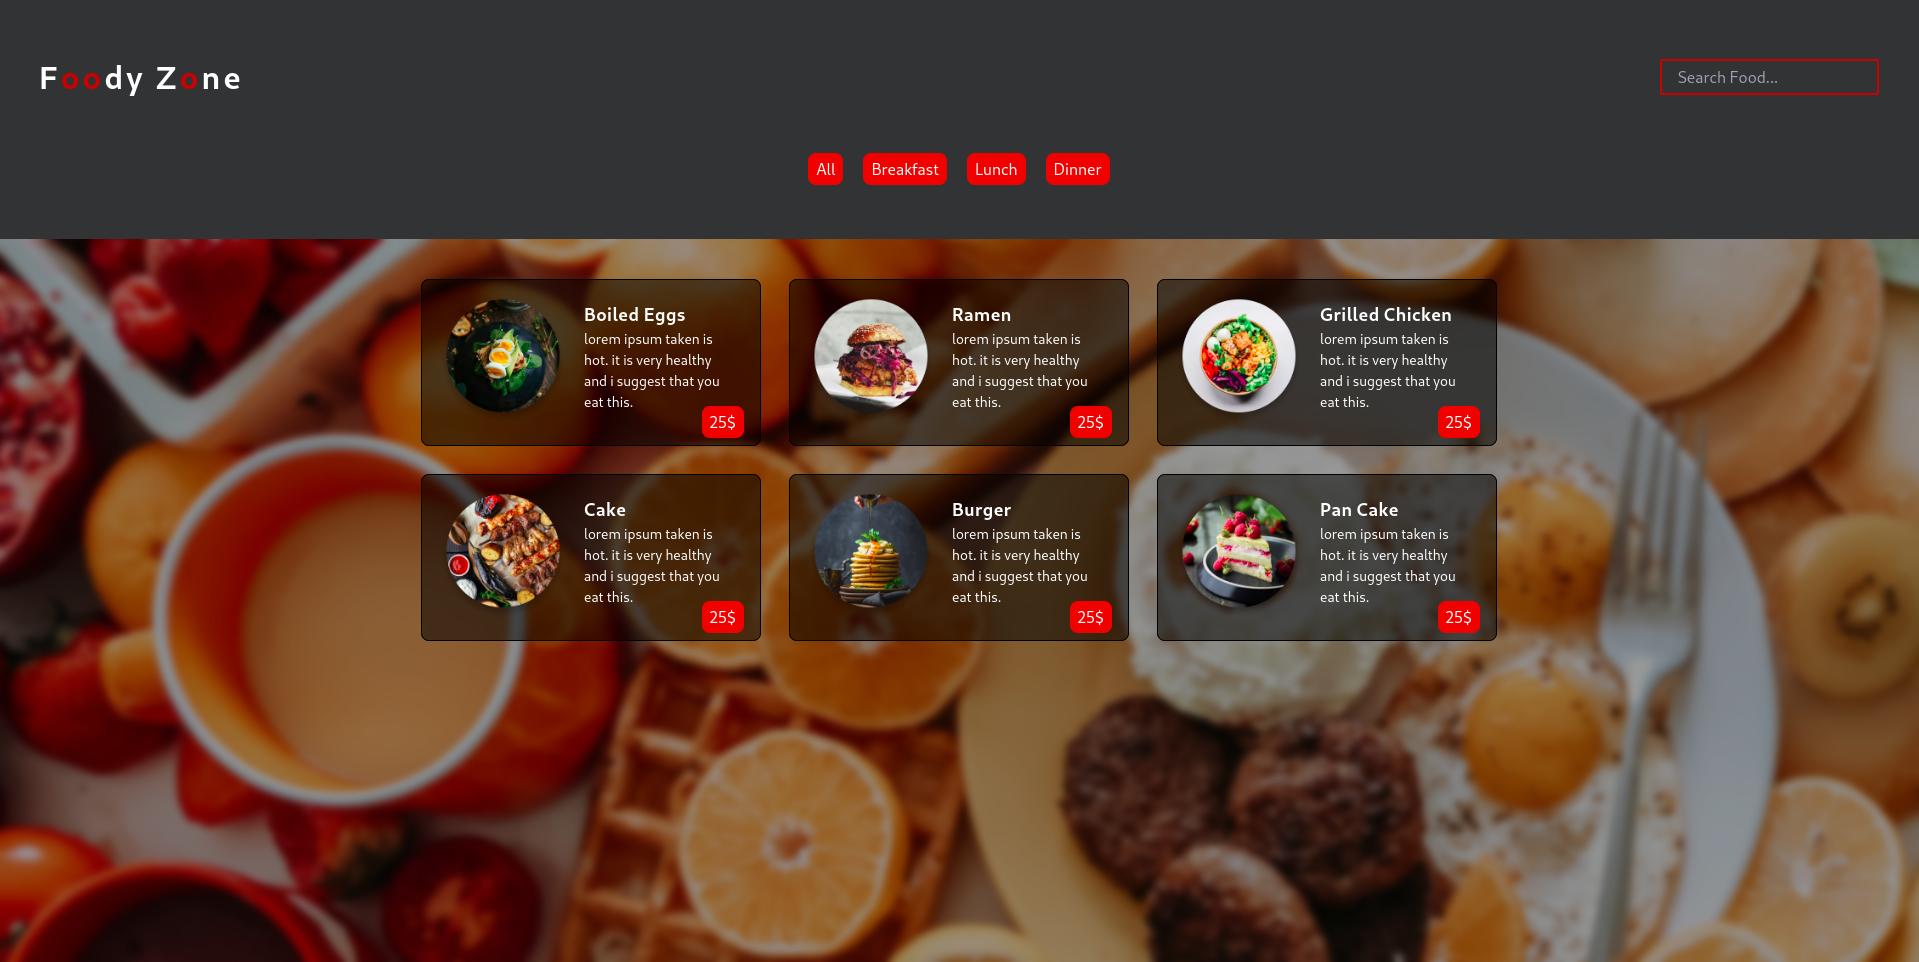 Foody Zone
Search Food...
All
Breakfast
Lunch
Dinner
Boiled Eggs
lorem ipsum taken is
hot. it is very healthy
and i suggest that you
eat this.
25$
Ramen
lorem ipsum taken is
hot. it is very healthy
and i suggest that you
eat this.
25$
Grilled Chicken
lorem ipsum taken is
hot. it is very healthy
and i suggest that you
eat this.
25$
Cake
lorem ipsum taken is
hot. it is very healthy
and i suggest that you
eat this.
25$
Burger
lorem ipsum taken is
hot. it is very healthy
and i suggest that you
eat this.
25$
Pan Cake
lorem ipsum taken is
hot. it is very healthy
and i suggest that you
eat this.
25$